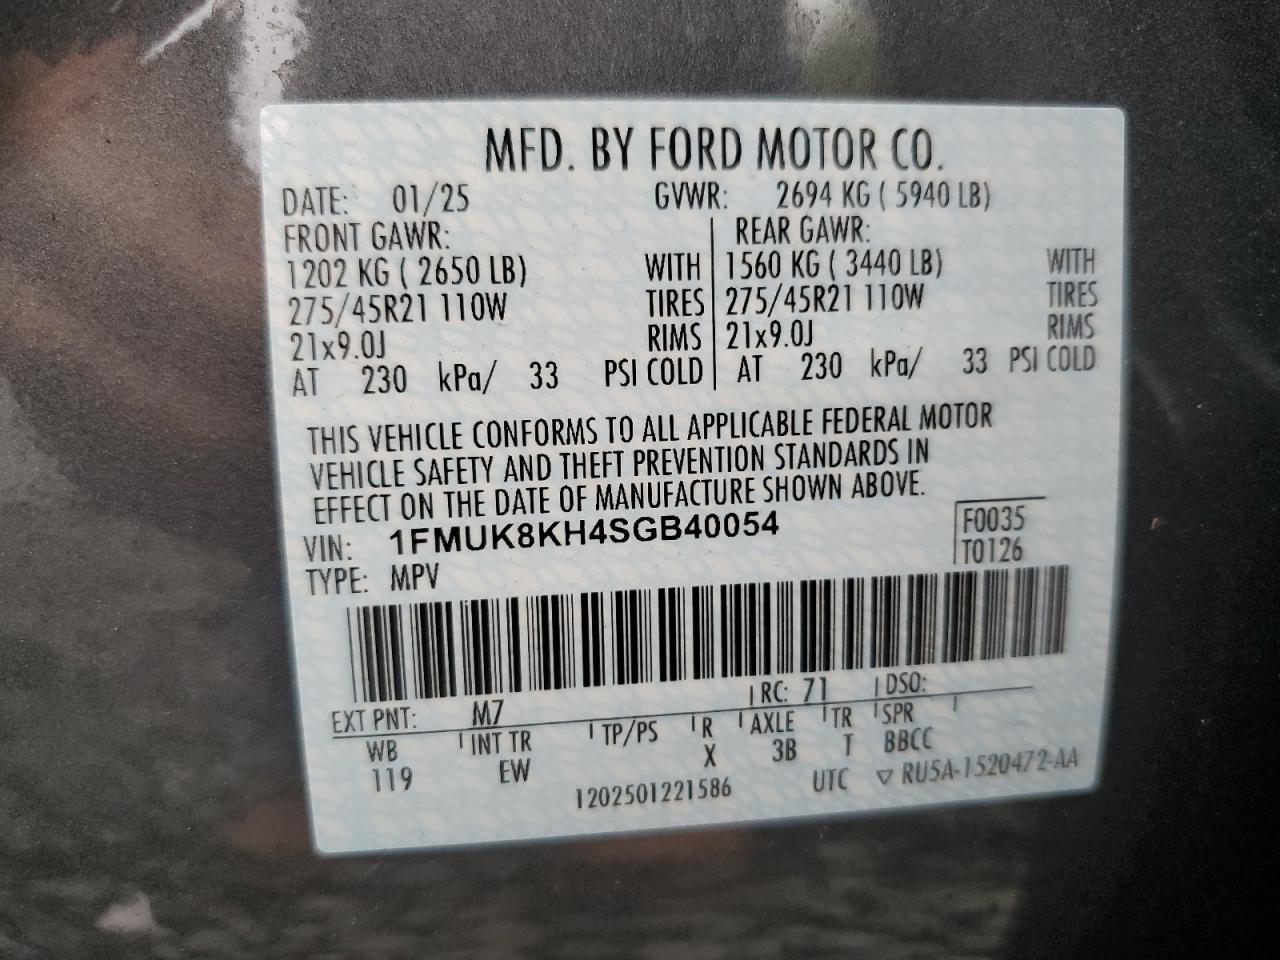 MFD. BY FORD MOTOR CO.
DATE: 01/25 GVWR: 2694 KG ( 5940 LB)
FRONT GAWR: REAR GAWR:
1202 KG ( 2650 LB) WITH 1560 KG ( 3440 LB) WITH
275/45R21 110W TIRES 275/45R21 110W TIRES
21x9.0J RIMS 21x9.0J RIMS
AT 230 kPa/ 33 PSI COLD AT 230 kPa/ 33 PSI COLD
THIS VEHICLE CONFORMS TO ALL APPLICABLE FEDERAL MOTOR
VEHICLE SAFETY AND THEFT PREVENTION STANDARDS IN
EFFECT ON THE DATE OF MANUFACTURE SHOWN ABOVE.
VIN: 1FMUK8KH4SGB40054 F0035
TYPE: MPV T0126
EXT PNT: M7 RC: 71 DSO:
WB INT TR TP/PS R AXLE TR SPR
119 EW X 3B T BBCC
1202501221586 UTC ▽ RU5A-1520472-AA